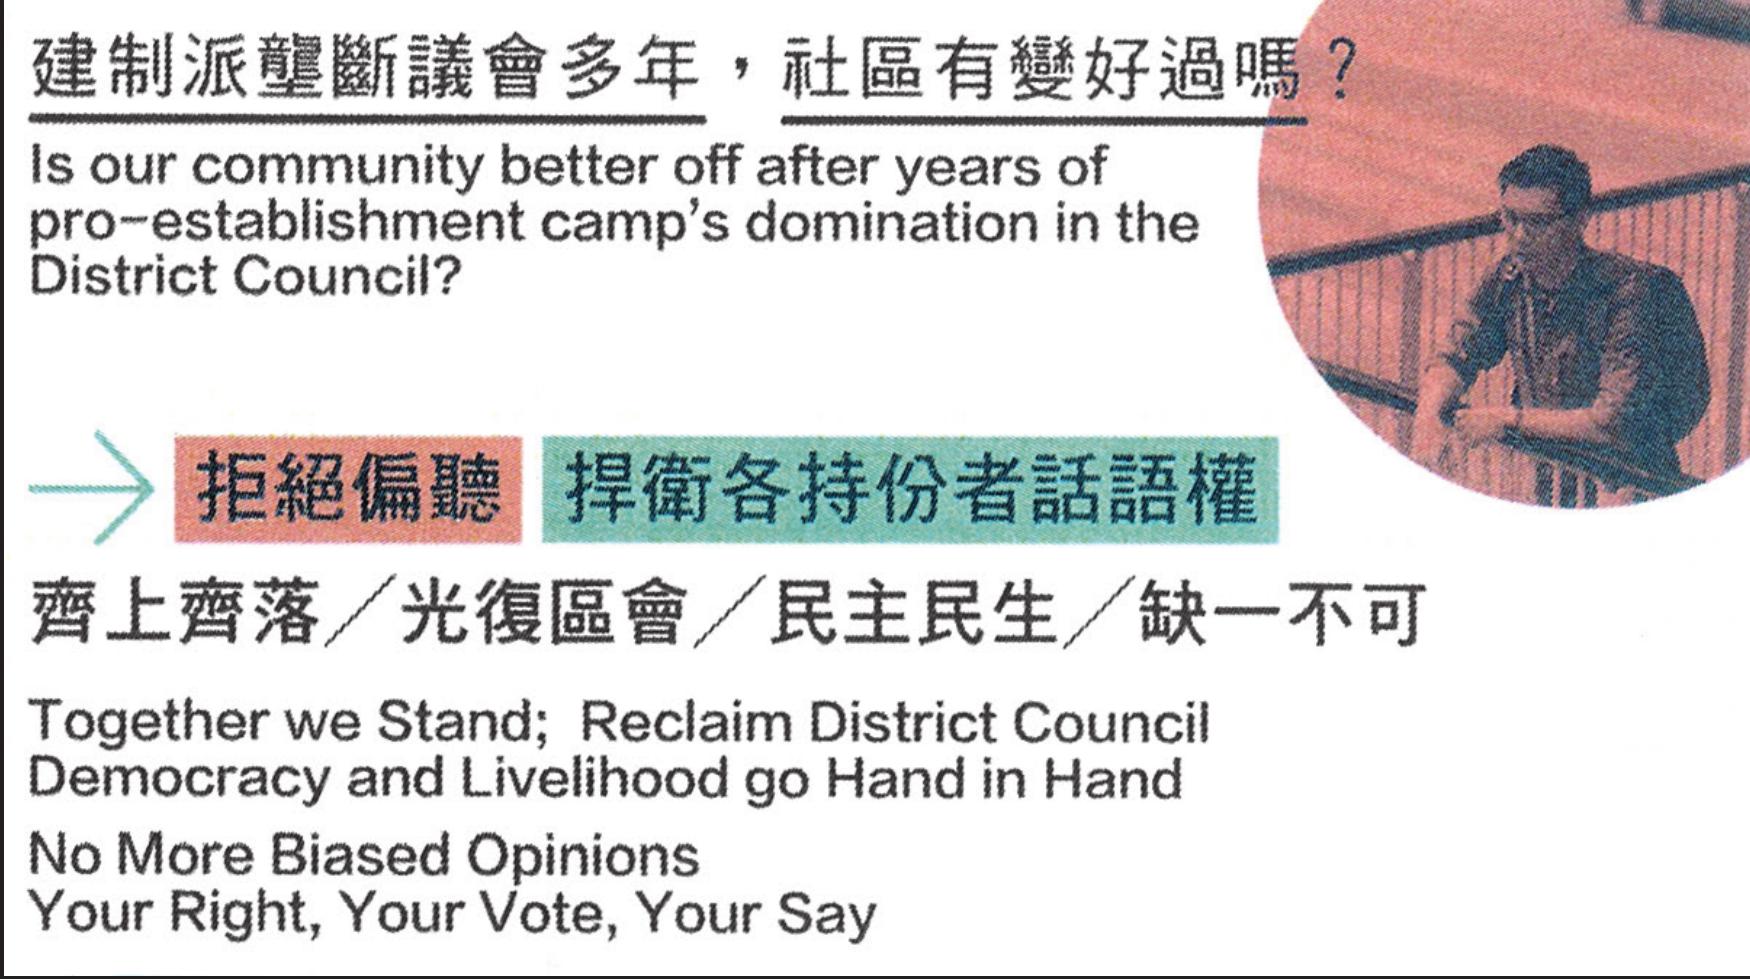 建制派壟斷議會多年，社區有變好過嗎？
Is our community better off after years of
pro-establishment camp's domination in the
District Council?
拒絕偏聽 捍衛各持份者話語權
齊上齊落／光復區會／民主民生／缺一不可
Together we Stand; Reclaim District Council
Democracy and Livelihood go Hand in Hand
No More Biased Opinions
Your Right, Your Vote, Your Say